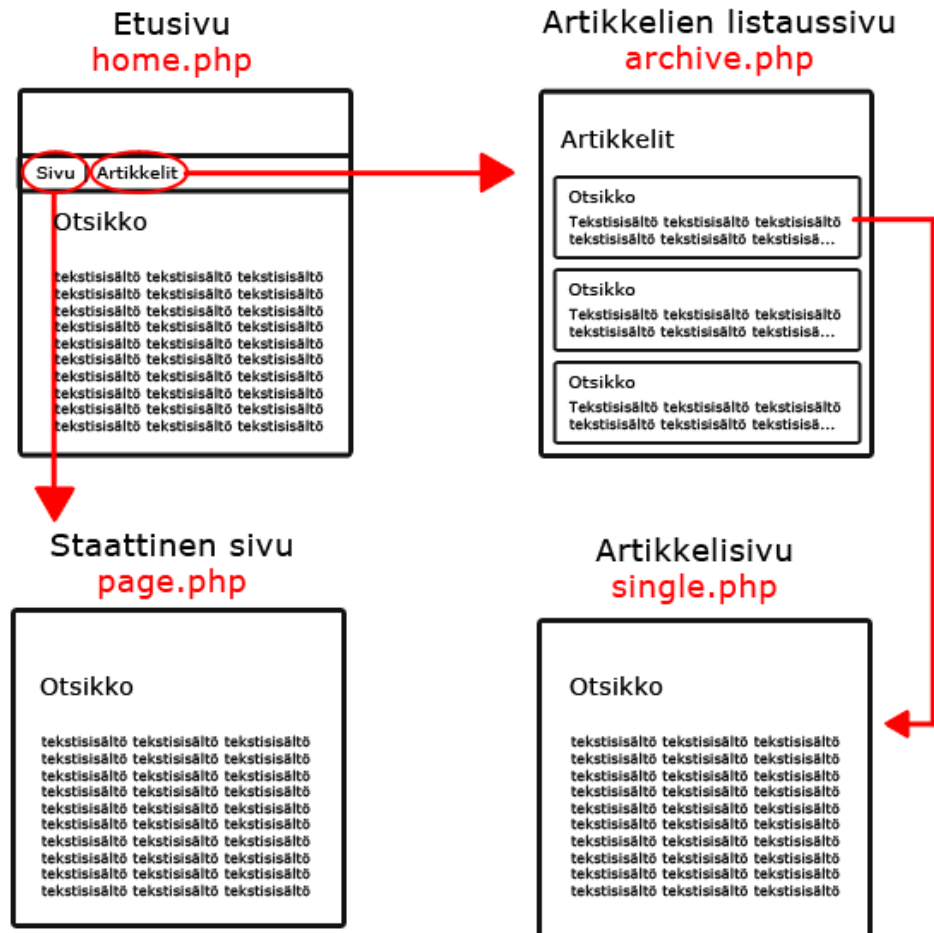 Etusivu
home.php
Sivu Artikkelit
Otsikko
tekstisisältö tekstisisältö tekstisisältö
tekstisisältö tekstisisältö tekstisisältö
tekstisisältö tekstisisältö tekstisisältö
tekstisisältö tekstisisältö tekstisisältö
tekstisisältö tekstisisältö tekstisisältö
tekstisisältö tekstisisältö tekstisisältö
tekstisisältö tekstisisältö tekstisisältö
tekstisisältö tekstisisältö tekstisisältö
tekstisisältö tekstisisältö tekstisisältö
tekstisisältö tekstisisältö tekstisisältö
Artikkelien listaussivu
archive.php
Artikkelit
Otsikko
Tekstisisältö tekstisisältö tekstisisältö
tekstisisältö tekstisisältö tekstisisä...
Otsikko
Tekstisisältö tekstisisältö tekstisisältö
tekstisisältö tekstisisältö tekstisisä...
Otsikko
Tekstisisältö tekstisisältö tekstisisältö
tekstisisältö tekstisisältö tekstisisä...
Staattinen sivu
page.php
Otsikko
tekstisisältö tekstisisältö tekstisisältö
tekstisisältö tekstisisältö tekstisisältö
tekstisisältö tekstisisältö tekstisisältö
tekstisisältö tekstisisältö tekstisisältö
tekstisisältö tekstisisältö tekstisisältö
tekstisisältö tekstisisältö tekstisisältö
tekstisisältö tekstisisältö tekstisisältö
tekstisisältö tekstisisältö tekstisisältö
tekstisisältö tekstisisältö tekstisisältö
tekstisisältö tekstisisältö tekstisisältö
Artikkelisivu
single.php
Otsikko
tekstisisältö tekstisisältö tekstisisältö
tekstisisältö tekstisisältö tekstisisältö
tekstisisältö tekstisisältö tekstisisältö
tekstisisältö tekstisisältö tekstisisältö
tekstisisältö tekstisisältö tekstisisältö
tekstisisältö tekstisisältö tekstisisältö
tekstisisältö tekstisisältö tekstisisältö
tekstisisältö tekstisisältö tekstisisältö
tekstisisältö tekstisisältö tekstisisältö
tekstisisältö tekstisisältö tekstisisältö